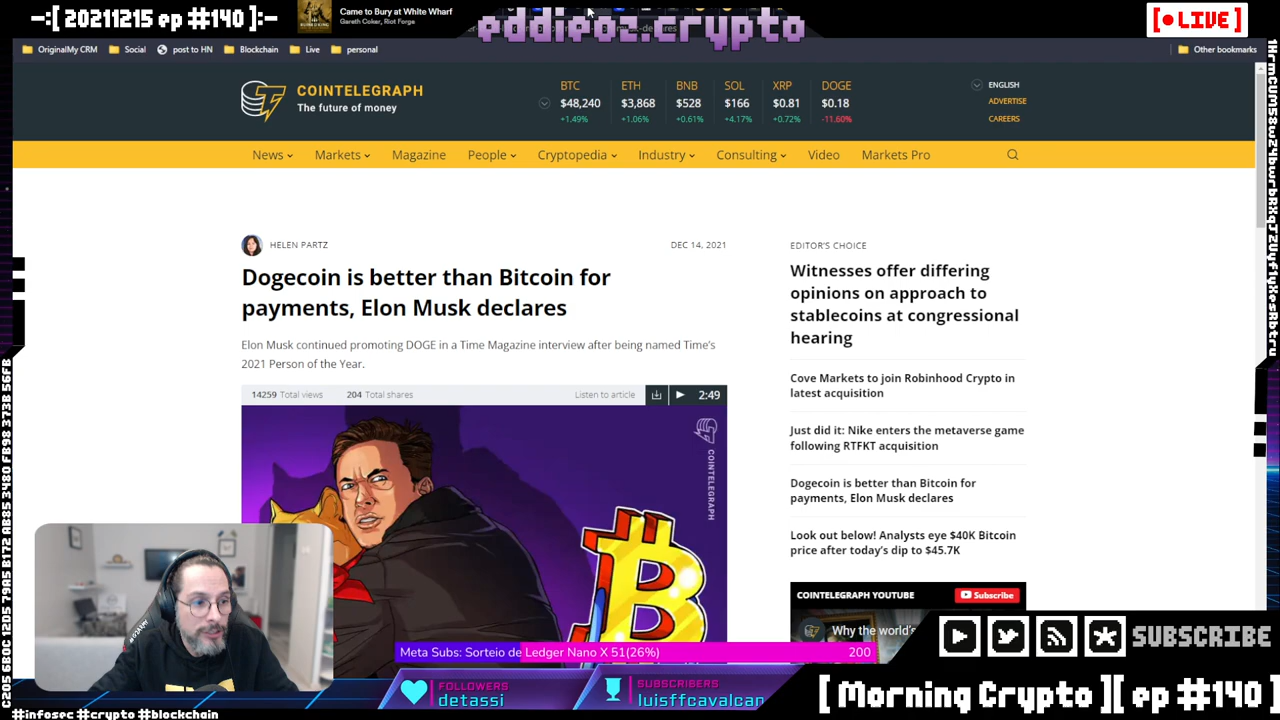 —:[ 20211215 ep #140 ]:—
Came to Bury at White Wharf
Gareth Coker, Riot Forge
eddieoz.crypto
[●LIVE]
OriginalMy CRM
Social
post to HN
Blockchain
Live
personal
Other bookmarks
COINTELEGRAPH
The future of money
BTC ETH BNB SOL XRP DOGE
$48,240 $3,868 $528 $166 $0.81 $0.18
+1.49% +1.06% +0.61% +4.17% +0.72% -11.60%
ENGLISH
ADVERTISE
CAREERS
News Markets Magazine People Cryptopedia Industry Consulting Video Markets Pro
HELEN PARTZ
DEC 14, 2021
Dogecoin is better than Bitcoin for
payments, Elon Musk declares
Elon Musk continued promoting DOGE in a Time Magazine interview after being named Time's
2021 Person of the Year.
14259 Total views 204 Total shares
Listen to article 2:49
COINTELEGRAPH
EDITOR'S CHOICE
Witnesses offer differing
opinions on approach to
stablecoins at congressional
hearing
Cove Markets to join Robinhood Crypto in
latest acquisition
Just did it: Nike enters the metaverse game
following RTFKT acquisition
Dogecoin is better than Bitcoin for
payments, Elon Musk declares
Look out below! Analysts eye $40K Bitcoin
price after today's dip to $45.7K
COINTELEGRAPH YOUTUBE
Subscribe
Why the world's
SUBSCRIBE
Meta Subs: Sorteio de Ledger Nano X 51(26%)
200
FOLLOWERS
detassi
SUBSCRIBERS
luisffcavalcan
[ Morning Crypto ][ ep #140 ]
#infosec #crypto #blockchain